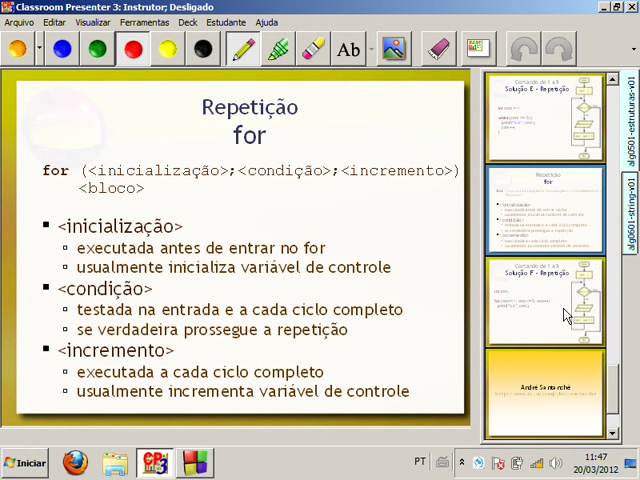 Classroom Presenter 3: Instrutor; Desligado
Arquivo Editar Visualizar Ferramentas Deck Estudante Ajuda
Ab
Repetição
for
for (<inicialização>;<condição>;<incremento>)
<bloco>
<inicialização>
executada antes de entrar no for
usualmente inicializa variável de controle
<condição>
testada na entrada e a cada ciclo completo
se verdadeira prossegue a repetição
<incremento>
executada a cada ciclo completo
usualmente incrementa variável de controle
Comando de 1 a 5
Solução E - Repetição
Repetição
for
Comando de 1 a 5
Solução F - Repetição
André Santanchè
alg0501-estruturas-v01
alg0601-string-v01
Iniciar
CP3
PT
11:47
20/03/2012